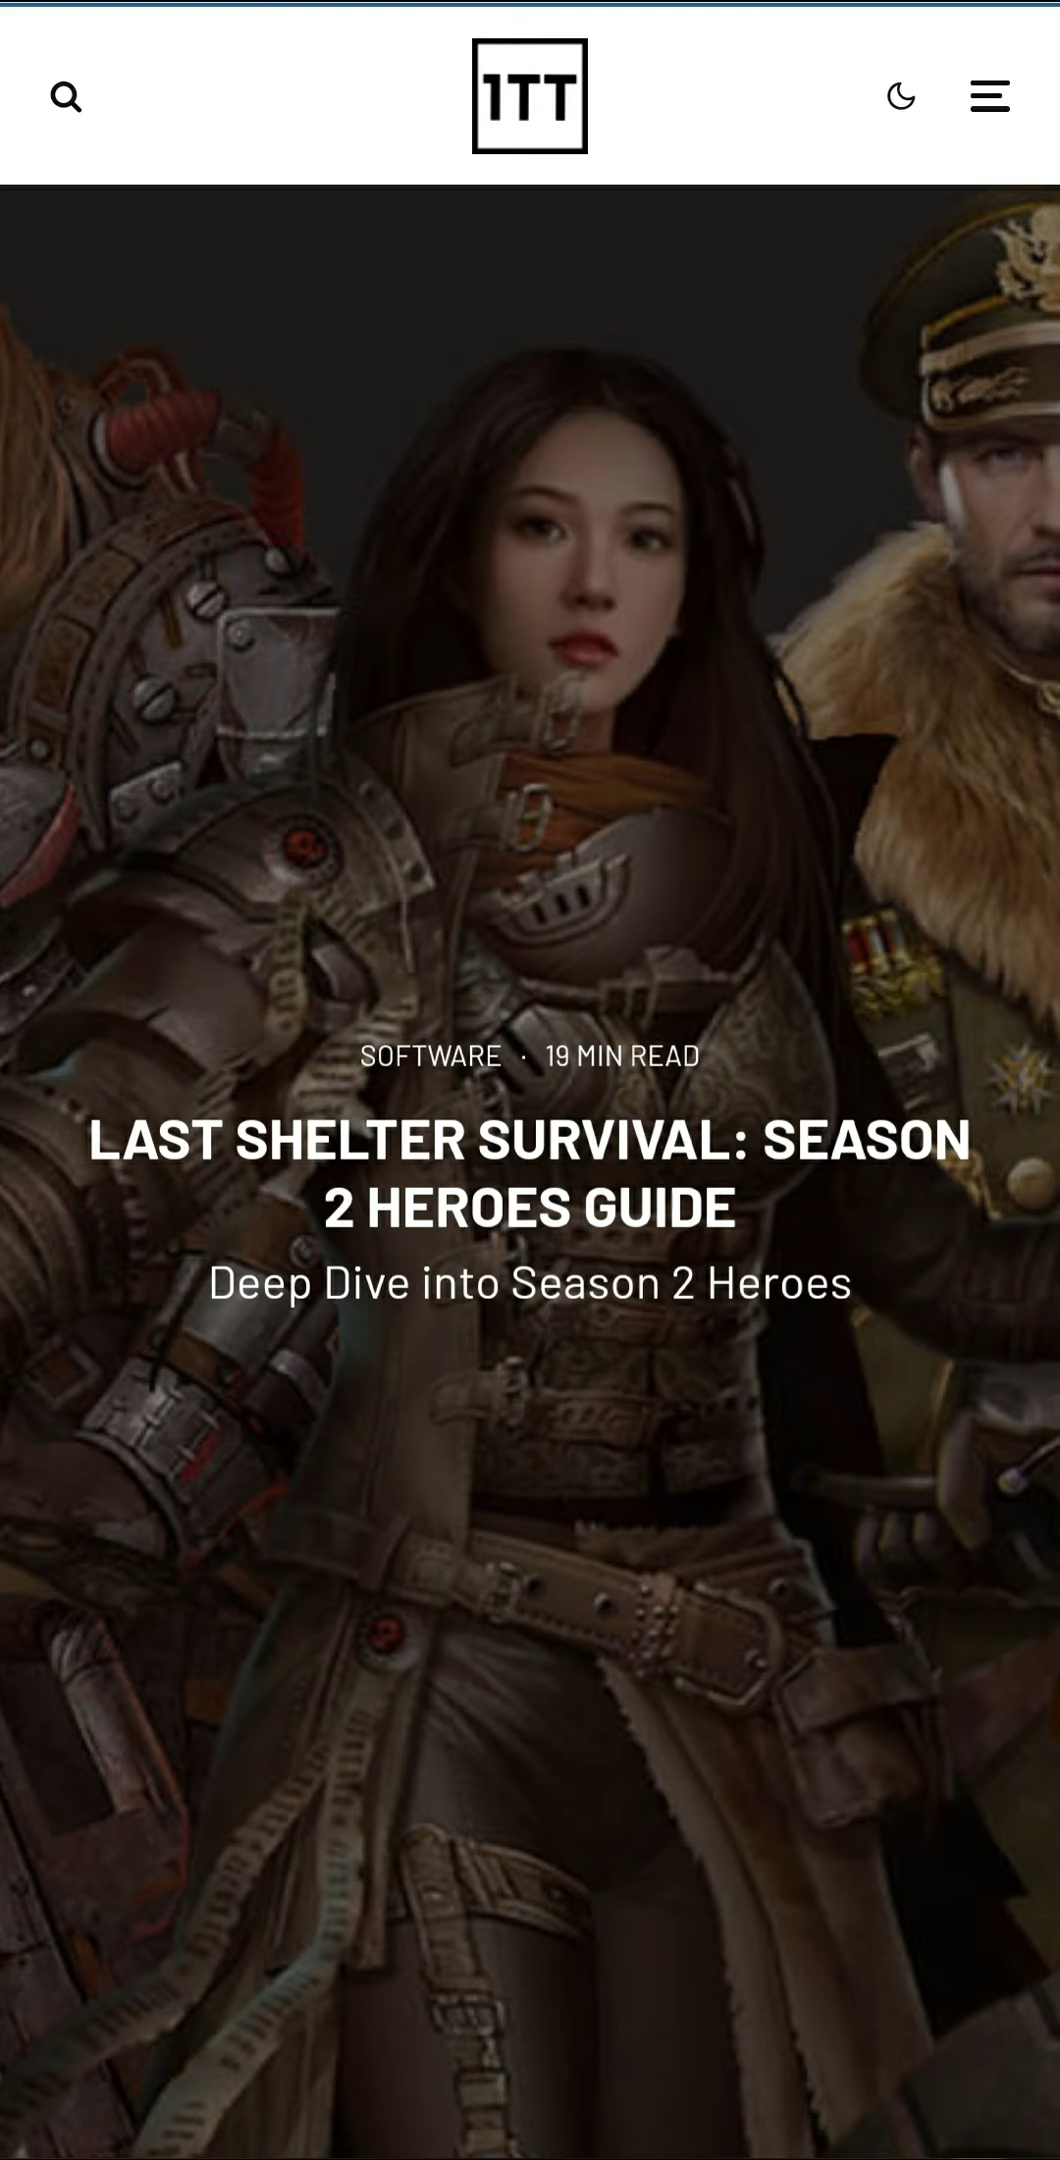 1TT
SOFTWARE · 19 MIN READ
LAST SHELTER SURVIVAL: SEASON
2 HEROES GUIDE
Deep Dive into Season 2 Heroes